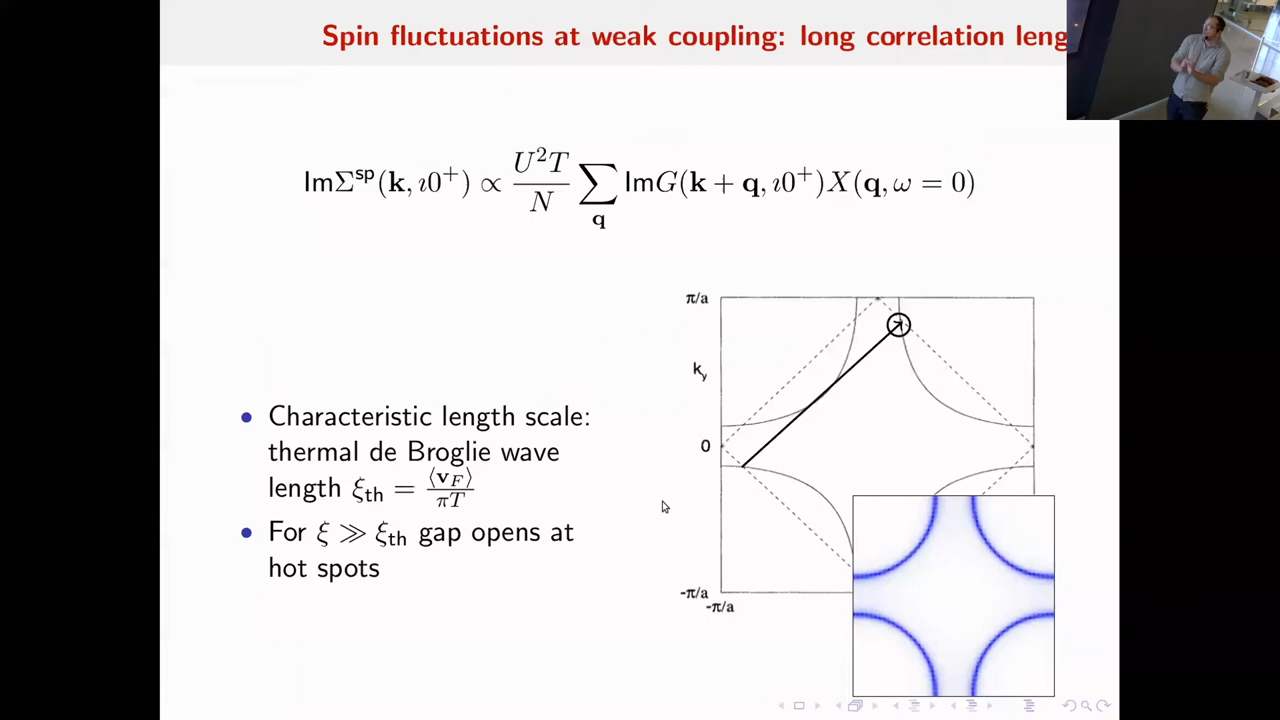 Spin fluctuations at weak coupling: long correlation leng
ImΣ^sp(k, ı0⁺) ∝ U²T/N ∑_q ImG(k + q, ı0⁺)X(q, ω = 0)
• Characteristic length scale:
thermal de Broglie wave
length ξ_th = ⟨v_F⟩/πT
• For ξ ≫ ξ_th gap opens at
hot spots
π/a
k_y
0
-π/a
-π/a